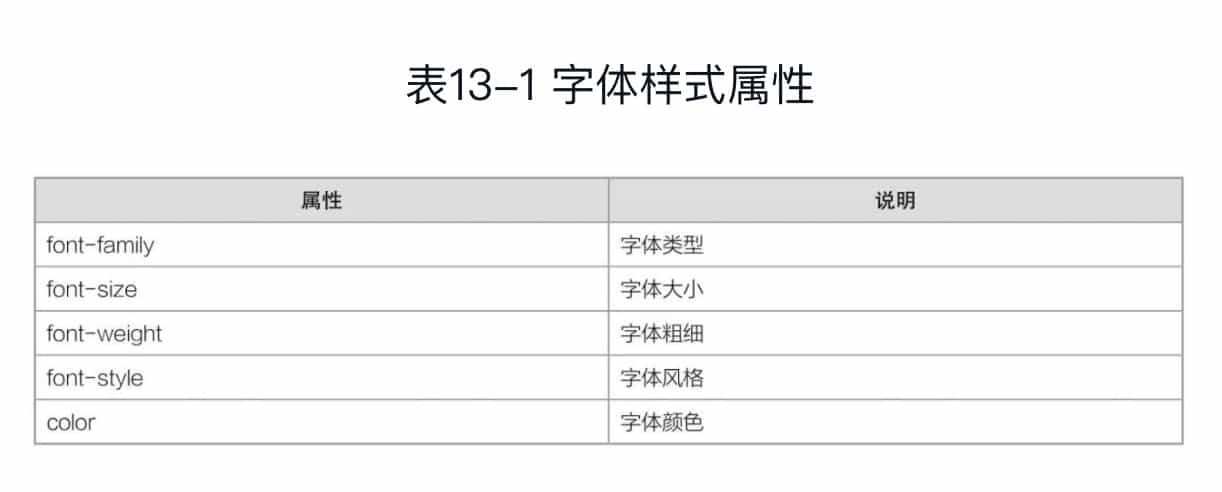 表13-1 字体样式属性
属性 说明
font-family 字体类型
font-size 字体大小
font-weight 字体粗细
font-style 字体风格
color 字体颜色